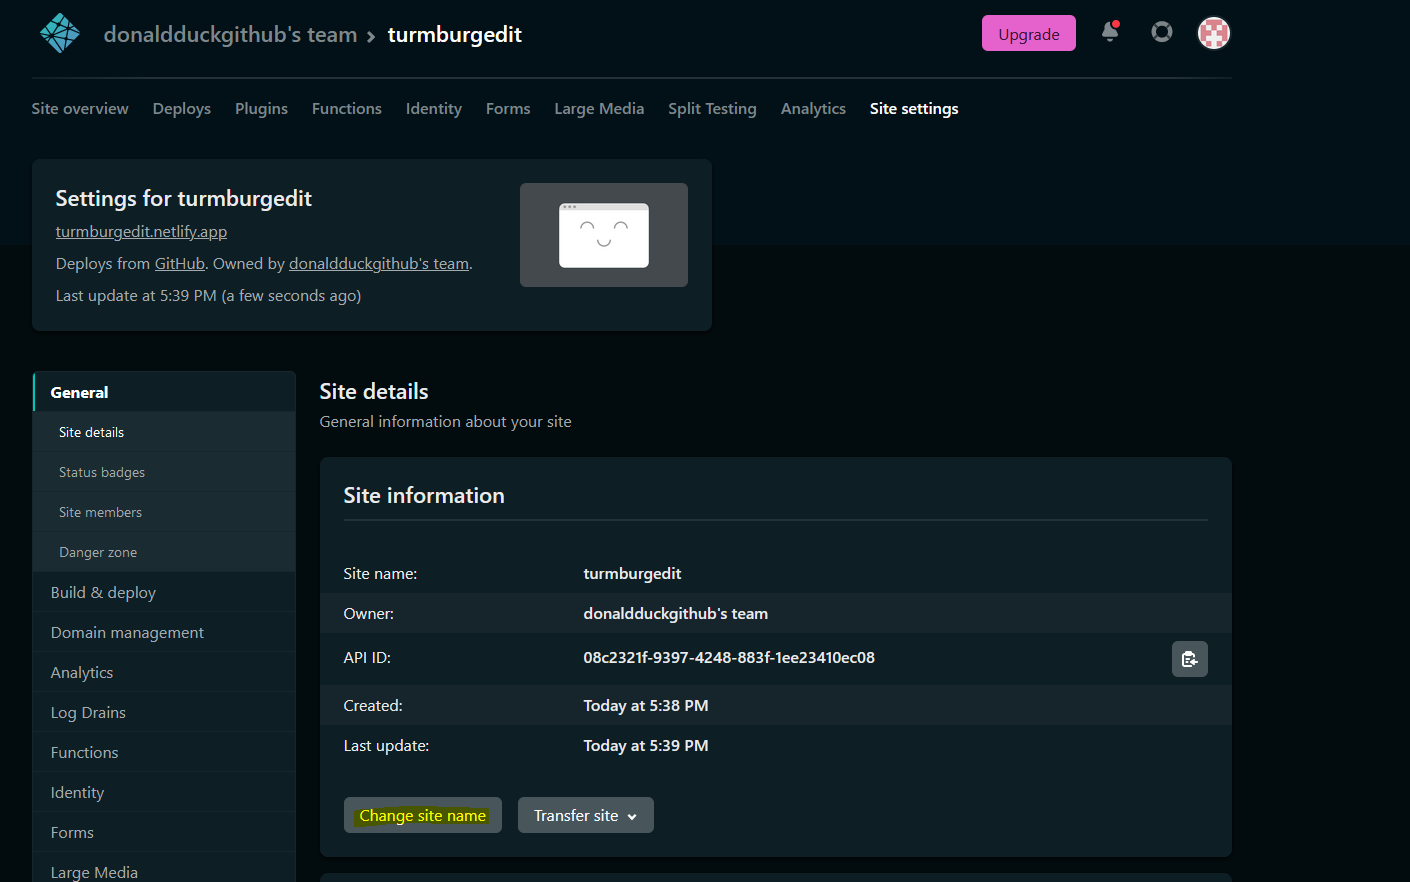 donaldduckgithub's team > turmburgedit
Upgrade
Site overview Deploys Plugins Functions Identity Forms Large Media Split Testing Analytics Site settings
Settings for turmburgedit
turmburgedit.netlify.app
Deploys from GitHub. Owned by donaldduckgithub's team.
Last update at 5:39 PM (a few seconds ago)
General
Site details
Status badges
Site members
Danger zone
Build & deploy
Domain management
Analytics
Log Drains
Functions
Identity
Forms
Large Media
Site details
General information about your site
Site information
Site name: turmburgedit
Owner: donaldduckgithub's team
API ID: 08c2321f-9397-4248-883f-1ee23410ec08
Created: Today at 5:38 PM
Last update: Today at 5:39 PM
Change site name Transfer site